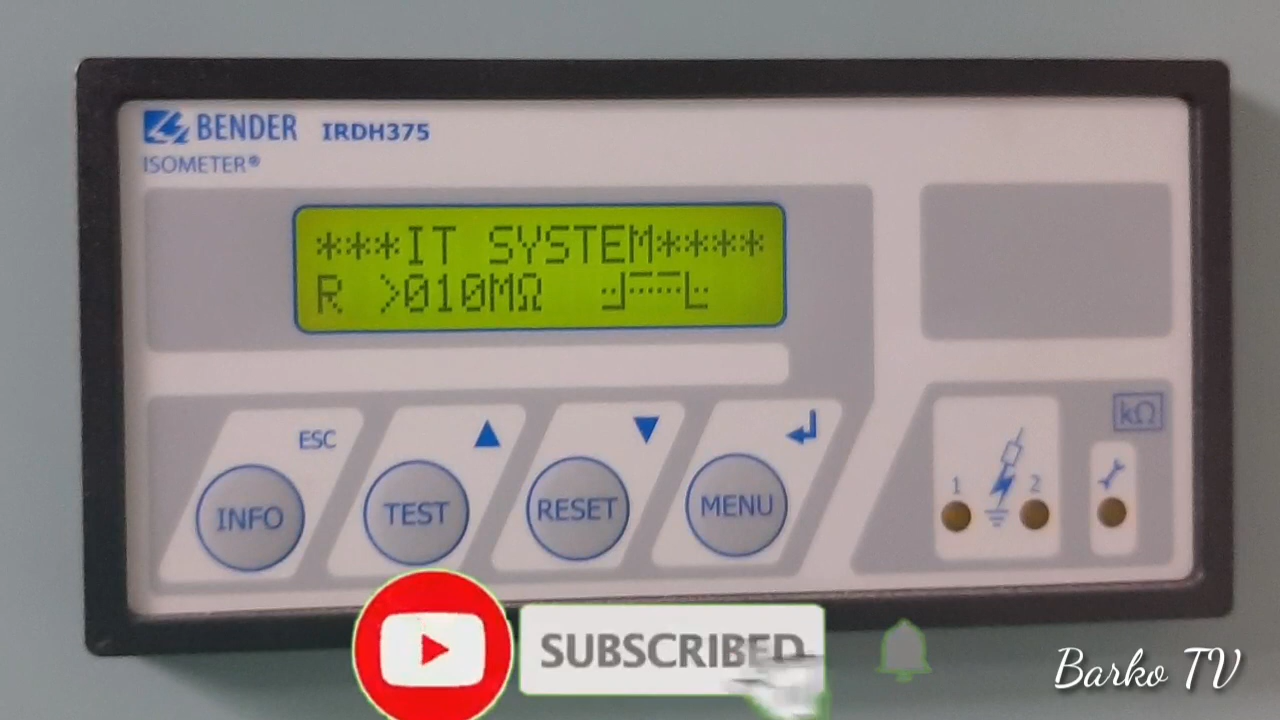 BENDER IRDH375
ISOMETER®
***IT SYSTEM****
R >010MΩ
kΩ
ESC
INFO
TEST
RESET
MENU
1 2
SUBSCRIBED
Barko TV